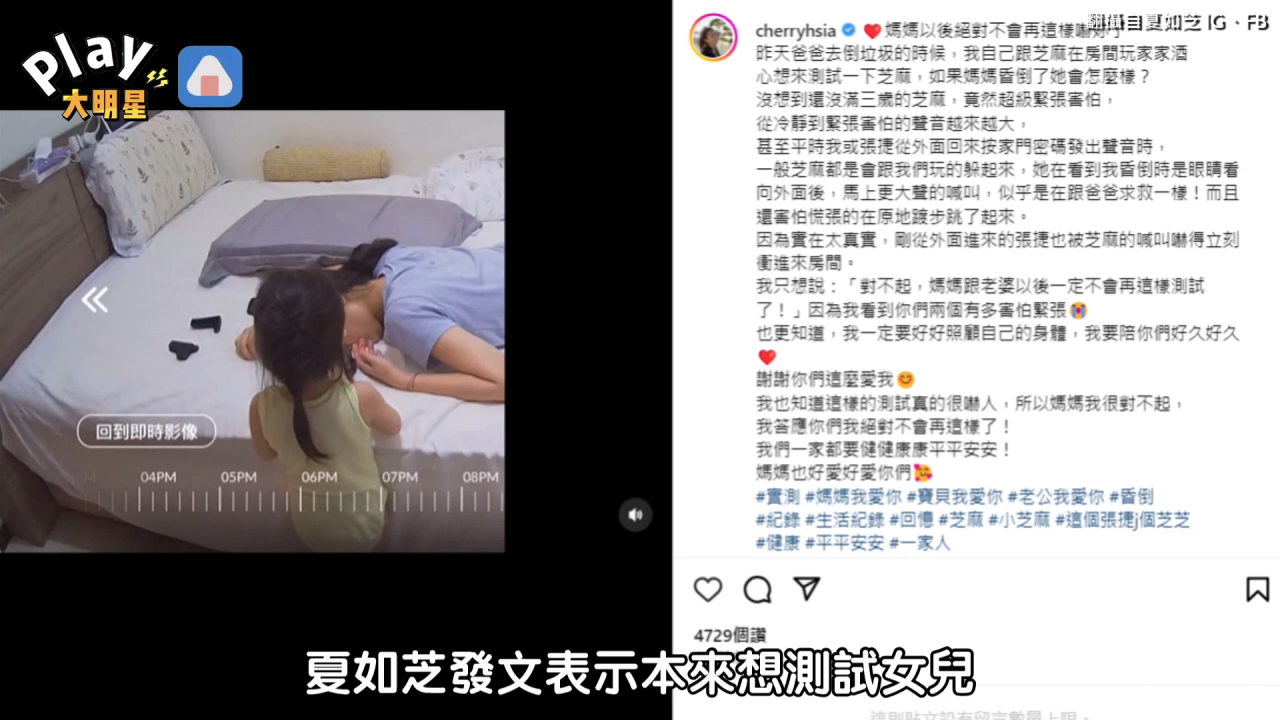 Play
大明星
翻攝自夏如芝 IG、FB
cherryhsia ❤️媽媽以後絕對不會再這樣嚇妳了
昨天爸爸去倒垃圾的時候，我自己跟芝麻在房間玩家家酒
心想來測試一下芝麻，如果媽媽昏倒了她會怎麼樣？
沒想到還沒滿三歲的芝麻，竟然超級緊張害怕，
從冷靜到緊張害怕的聲音越來越大，
甚至平時我或張捷從外面回來按家門密碼發出聲音時，
一般芝麻都是會跟我們玩的躲起來，她在看到我昏倒時是眼睛看
向外面後，馬上更大聲的喊叫，似乎是在跟爸爸求救一樣！而且
還害怕慌張的在原地踱步跳了起來。
因為實在太真實，剛從外面進來的張捷也被芝麻的喊叫嚇得立刻
衝進來房間。
我只想說：「對不起，媽媽跟老婆以後一定不會再這樣測試
了！」因為我看到你們兩個有多害怕緊張😭
也更知道，我一定要好好照顧自己的身體，我要陪你們好久好久
❤️
謝謝你們這麼愛我😊
我也知道這樣的測試真的很嚇人，所以媽媽我很對不起，
我答應你們我絕對不會再這樣了！
我們一家都要健健康康平平安安！
媽媽也好愛好愛你們🥰
#實測 #媽媽我愛你 #寶貝我愛你 #老公我愛你 #昏倒
#紀錄 #生活紀錄 #回憶 #芝麻 #小芝麻 #這個張捷j個芝芝
#健康 #平平安安 #一家人
回到即時影像
04PM 05PM 06PM 07PM 08PM
4729個讚
夏如芝發文表示本來想測試女兒